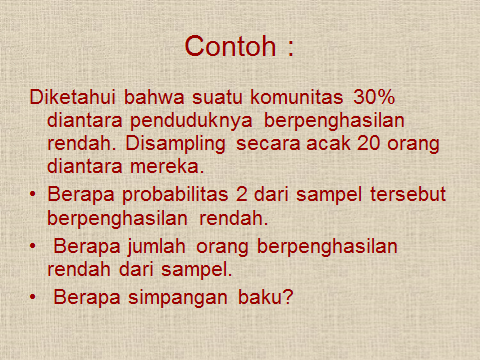 Contoh :
Diketahui bahwa suatu komunitas 30%
diantara penduduknya berpenghasilan
rendah. Disampling secara acak 20 orang
diantara mereka.
• Berapa probabilitas 2 dari sampel tersebut
berpenghasilan rendah.
• Berapa jumlah orang berpenghasilan
rendah dari sampel.
• Berapa simpangan baku?